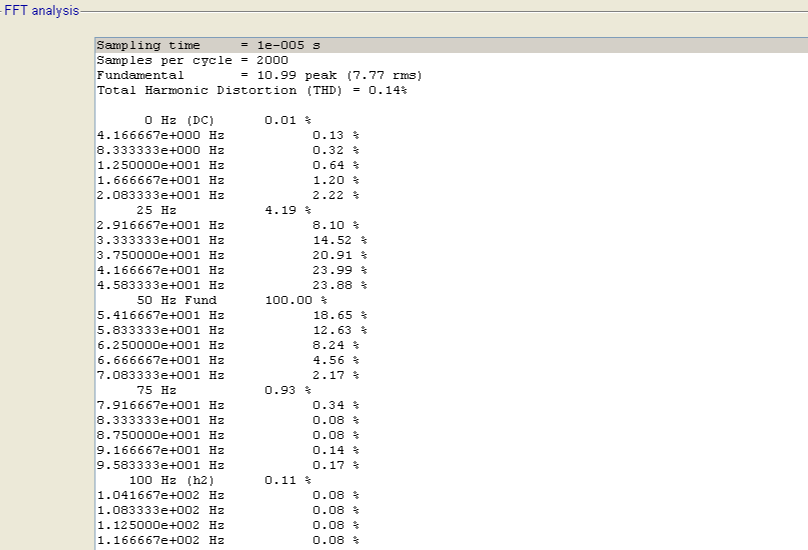 FFT analysis
Sampling time = 1e-005 s
Samples per cycle = 2000
Fundamental = 10.99 peak (7.77 rms)
Total Harmonic Distortion (THD) = 0.14%
0 Hz (DC) 0.01 %
4.166667e+000 Hz 0.13 %
8.333333e+000 Hz 0.32 %
1.250000e+001 Hz 0.64 %
1.666667e+001 Hz 1.20 %
2.083333e+001 Hz 2.22 %
25 Hz 4.19 %
2.916667e+001 Hz 8.10 %
3.333333e+001 Hz 14.52 %
3.750000e+001 Hz 20.91 %
4.166667e+001 Hz 23.99 %
4.583333e+001 Hz 23.88 %
50 Hz Fund 100.00 %
5.416667e+001 Hz 18.65 %
5.833333e+001 Hz 12.63 %
6.250000e+001 Hz 8.24 %
6.666667e+001 Hz 4.56 %
7.083333e+001 Hz 2.17 %
75 Hz 0.93 %
7.916667e+001 Hz 0.34 %
8.333333e+001 Hz 0.08 %
8.750000e+001 Hz 0.08 %
9.166667e+001 Hz 0.14 %
9.583333e+001 Hz 0.17 %
100 Hz (h2) 0.11 %
1.041667e+002 Hz 0.08 %
1.083333e+002 Hz 0.08 %
1.125000e+002 Hz 0.08 %
1.166667e+002 Hz 0.08 %